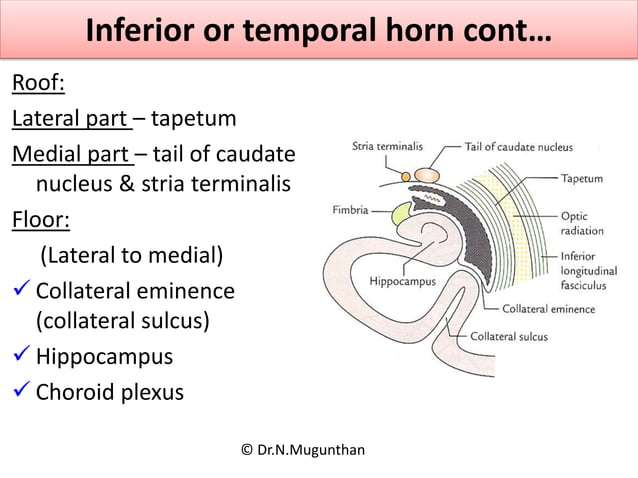 Inferior or temporal horn cont…
Roof:
Lateral part – tapetum
Medial part – tail of caudate
nucleus & stria terminalis
Floor:
(Lateral to medial)
✓ Collateral eminence
(collateral sulcus)
✓ Hippocampus
✓ Choroid plexus
Stria terminalis
Tail of caudate nucleus
Tapetum
Fimbria
Optic
radiation
Inferior
longitudinal
fasciculus
Hippocampus
Collateral eminence
Collateral sulcus
© Dr.N.Mugunthan